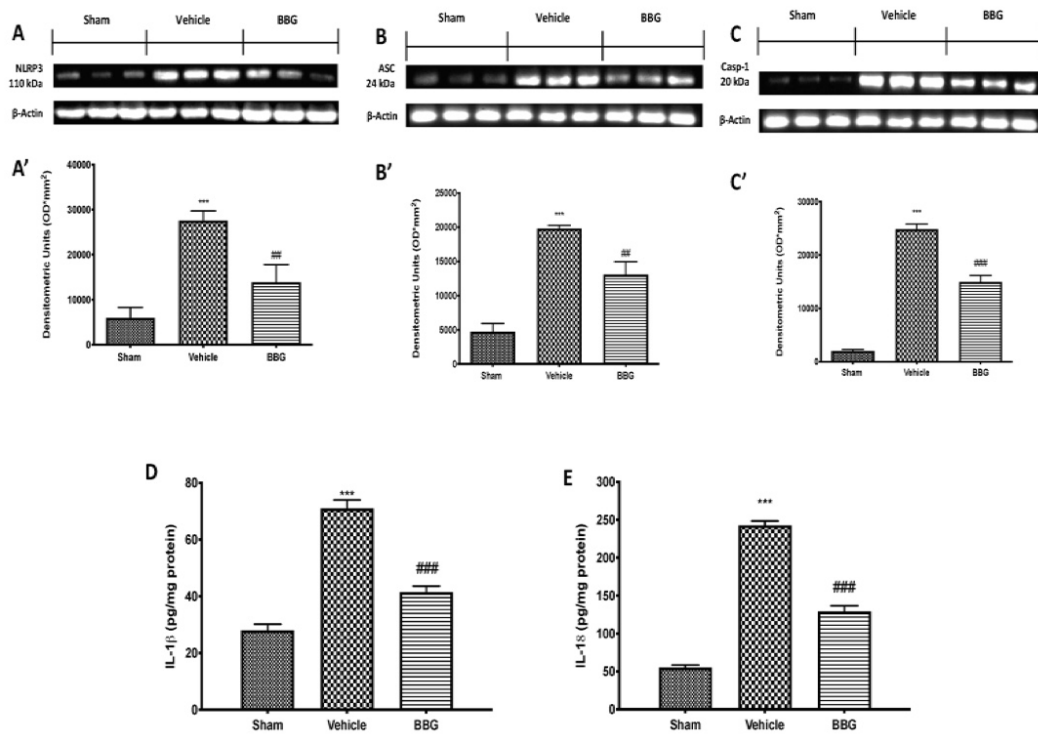 A
Sham Vehicle BBG
NLRP3
110 kDa
β-Actin
B
Sham Vehicle BBG
ASC
24 kDa
β-Actin
C
Sham Vehicle BBG
Casp-1
20 kDa
β-Actin
A'
Densitometric Units (OD*mm²)
40000
30000
20000
10000
0
***
##
Sham Vehicle BBG
B'
Densitometric Units (OD*mm²)
25000
20000
15000
10000
5000
0
***
##
Sham Vehicle BBG
C'
Densitometric Units (OD*mm²)
30000
20000
10000
0
***
###
Sham Vehicle BBG
D
IL-1β (pg/mg protein)
80
60
40
20
0
***
###
Sham Vehicle BBG
E
IL-18 (pg/mg protein)
300
250
200
150
100
50
0
***
###
Sham Vehicle BBG